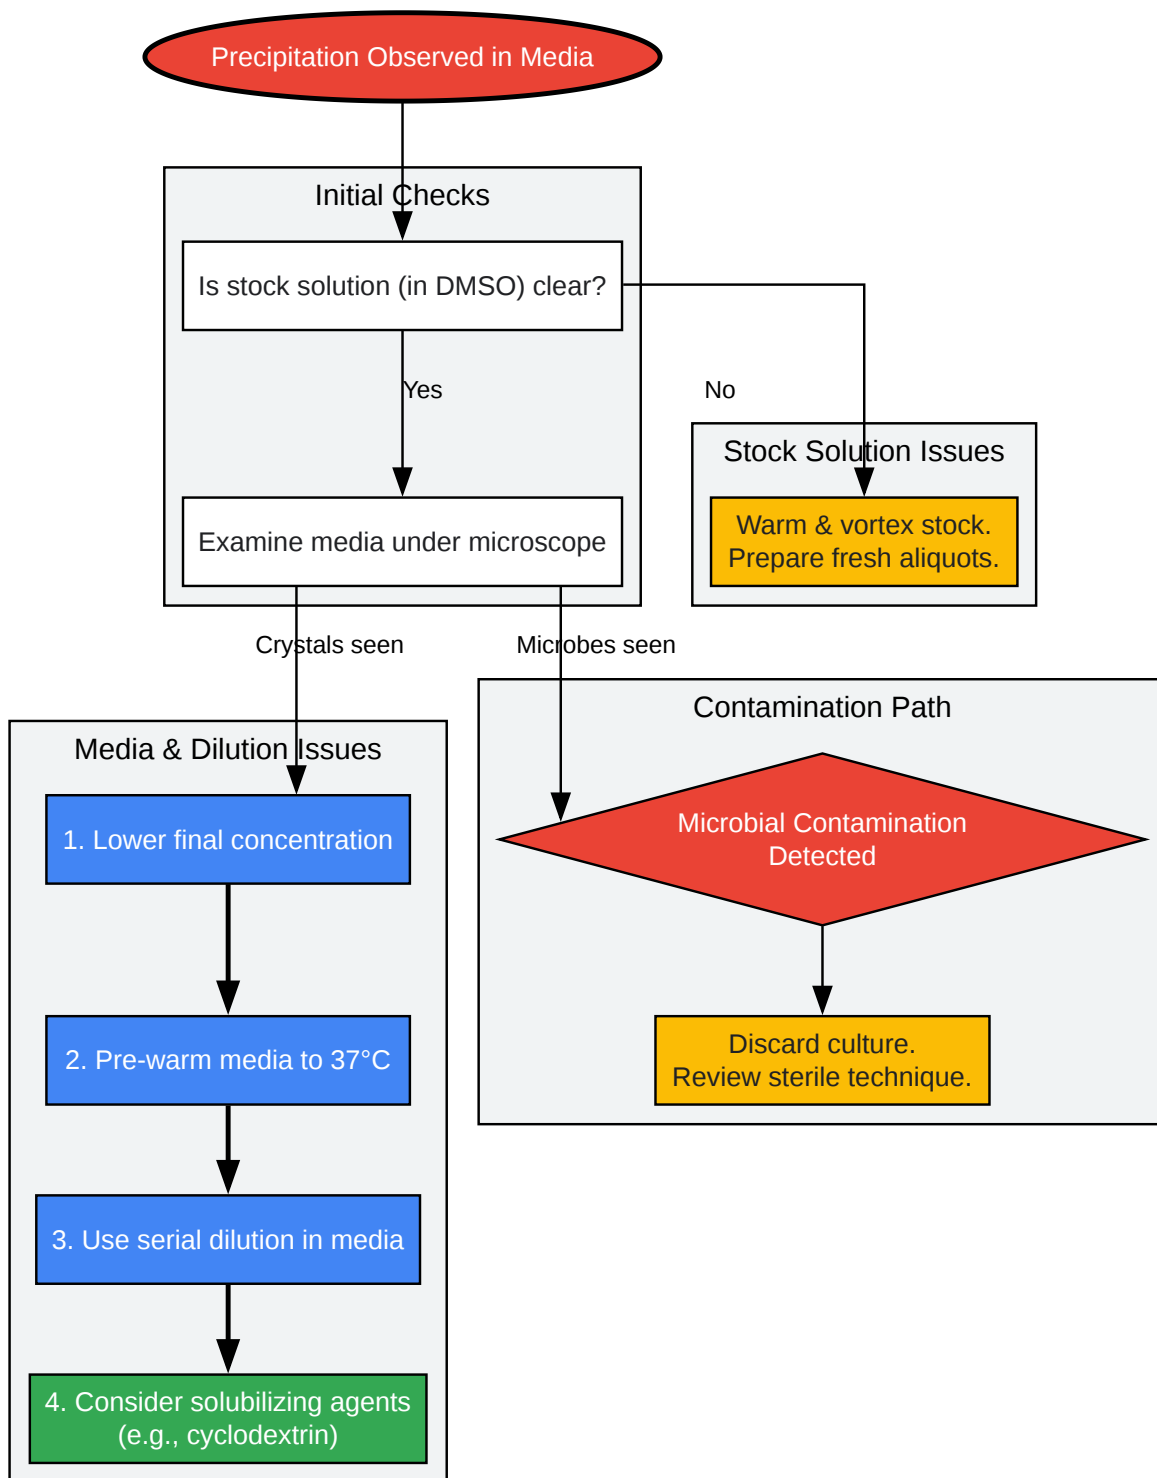 Precipitation Observed in Media
Initial Checks
Is stock solution (in DMSO) clear?
Yes
No
Stock Solution Issues
Examine media under microscope
Warm & vortex stock.
Prepare fresh aliquots.
Crystals seen
Microbes seen
Contamination Path
Media & Dilution Issues
Microbial Contamination
Detected
1. Lower final concentration
2. Pre-warm media to 37°C
Discard culture.
Review sterile technique.
3. Use serial dilution in media
4. Consider solubilizing agents
(e.g., cyclodextrin)